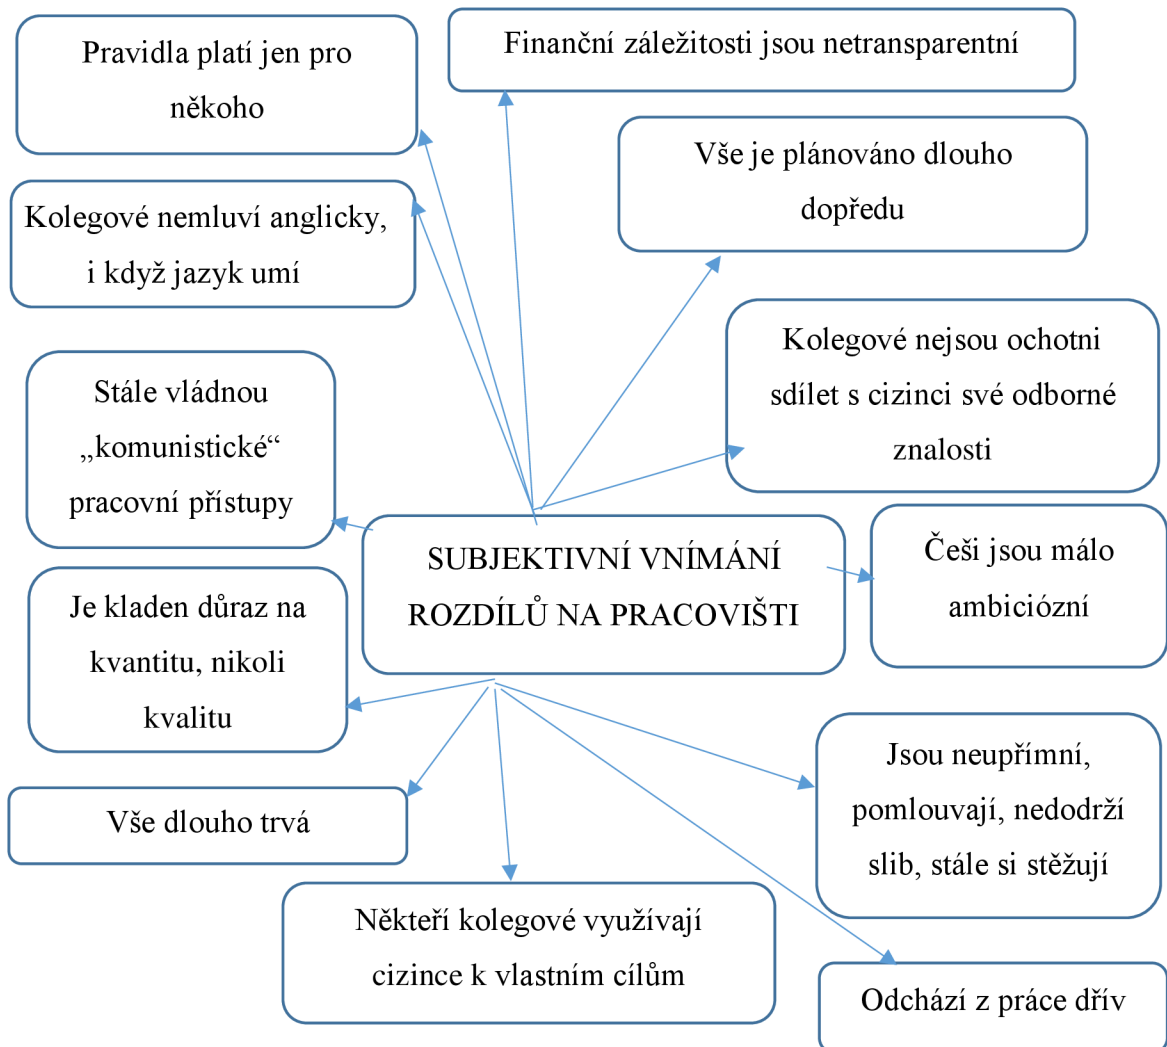 Pravidla platí jen pro
někoho
Finanční záležitosti jsou netransparentní
Vše je plánováno dlouho
dopředu
Kolegové nemluví anglicky,
i když jazyk umí
Kolegové nejsou ochotni
sdílet s cizinci své odborné
znalosti
Stále vládnou
„komunistické“
pracovní přístupy
SUBJEKTIVNÍ VNÍMÁNÍ
ROZDÍLŮ NA PRACOVIŠTI
Češi jsou málo
ambiciózní
Je kladen důraz na
kvantitu, nikoli
kvalitu
Jsou neupřímní,
pomlouvají, nedodrží
slib, stále si stěžují
Vše dlouho trvá
Někteří kolegové využívají
cizince k vlastním cílům
Odchází z práce dřív